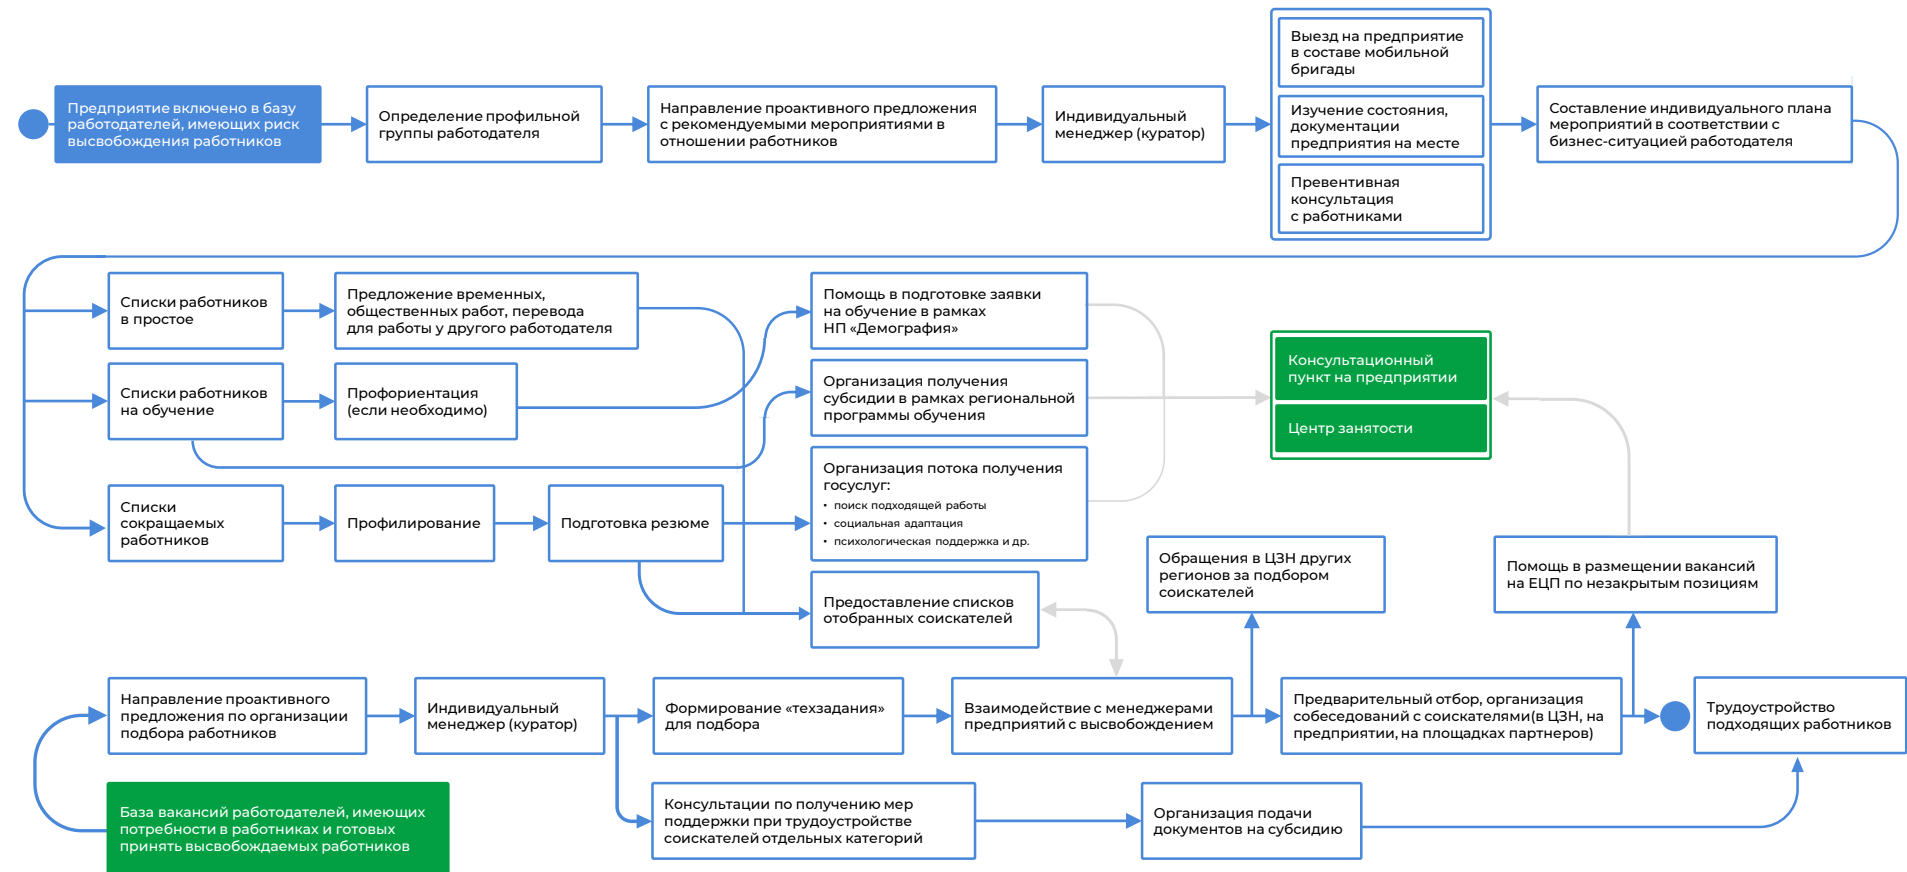 Предприятие включено в базу
работодателей, имеющих риск
высвобождения работников
Определение профильной
группы работодателя
Направление проактивного предложения
с рекомендуемыми мероприятиями в
отношении работников
Индивидуальный
менеджер (куратор)
Выезд на предприятие
в составе мобильной
бригады
Изучение состояния,
документации
предприятия на месте
Превентивная
консультация
с работниками
Составление индивидуального плана
мероприятий в соответствии с
бизнес-ситуацией работодателя
Списки работников
в простое
Предложение временных,
общественных работ, перевода
для работы у другого работодателя
Помощь в подготовке заявки
на обучение в рамках
НП «Демография»
Списки работников
на обучение
Профориентация
(если необходимо)
Организация получения
субсидии в рамках региональной
программы обучения
Консультационный
пункт на предприятии
Центр занятости
Списки
сокращаемых
работников
Профилирование
Подготовка резюме
Организация потока получения
госуслуг:
• поиск подходящей работы
• социальная адаптация
• психологическая поддержка и др.
Предоставление списков
отобранных соискателей
Обращения в ЦЗН других
регионов за подбором
соискателей
Помощь в размещении вакансий
на ЕЦП по незакрытым позициям
Направление проактивного
предложения по организации
подбора работников
Индивидуальный
менеджер (куратор)
Формирование «техзадания»
для подбора
Взаимодействие с менеджерами
предприятий с высвобождением
Предварительный отбор, организация
собеседований с соискателями(в ЦЗН, на
предприятии, на площадках партнеров)
Трудоустройство
подходящих работников
База вакансий работодателей, имеющих
потребности в работниках и готовых
принять высвобождаемых работников
Консультации по получению мер
поддержки при трудоустройстве
соискателей отдельных категорий
Организация подачи
документов на субсидию